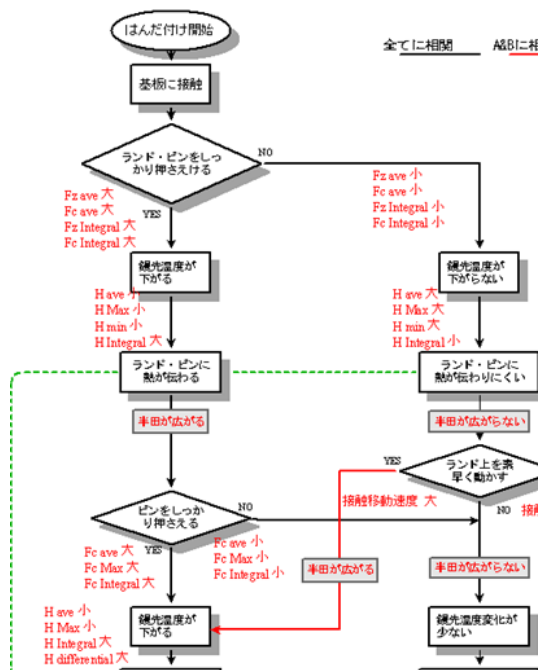 はんだ付け開始
全てに相関
A&Bに相
基板に接触
ランド・ピンをしっ
かり押さえける
NO
YES
Fz ave 大
Fc ave 大
Fz Integral 大
Fc Integral 大
Fz ave 小
Fc ave 小
Fz Integral 小
Fc Integral 小
鏝先温度が
下がる
鏝先温度が
下がらない
H ave 小
H Max 小
H min 小
H Integral 大
H ave 大
H Max 大
H min 大
H Integral 小
ランド・ピンに
熱が伝わる
ランド・ピンに
熱が伝わりにくい
半田が広がる
半田が広がらない
YES
ランド上を素
早く動かす
NO
接触移動速度 大
接触
ピンをしっか
り押さえる
NO
YES
Fc ave 大
Fc Max 大
Fc Integral 大
Fc ave 小
Fc Max 小
Fc Integral 小
半田が広がる
半田が広がらない
H ave 小
H Max 小
H Integral 大
H differential 大
鏝先温度が
下がる
鏝先温度変化が
少ない